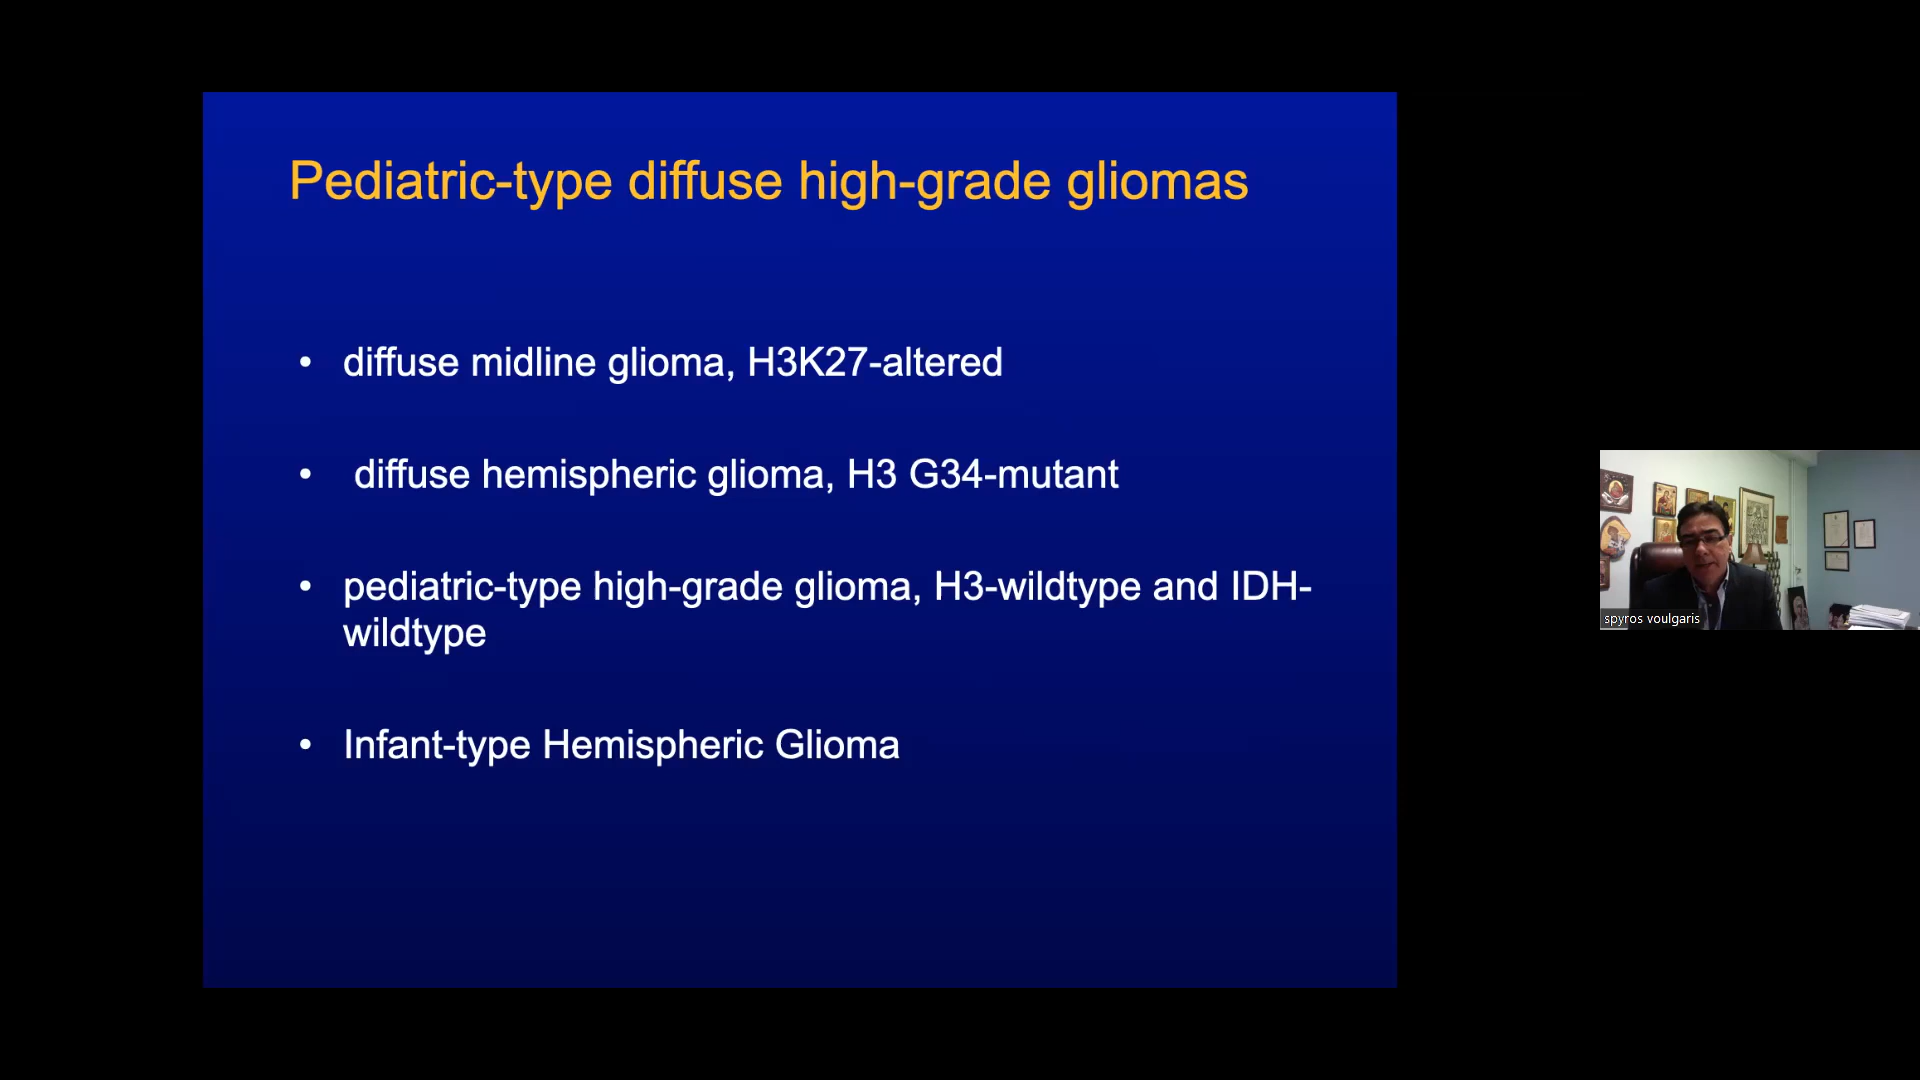 Pediatric-type diffuse high-grade gliomas
• diffuse midline glioma, H3K27-altered
• diffuse hemispheric glioma, H3 G34-mutant
• pediatric-type high-grade glioma, H3-wildtype and IDH-
wildtype
• Infant-type Hemispheric Glioma
spyros voulgaris